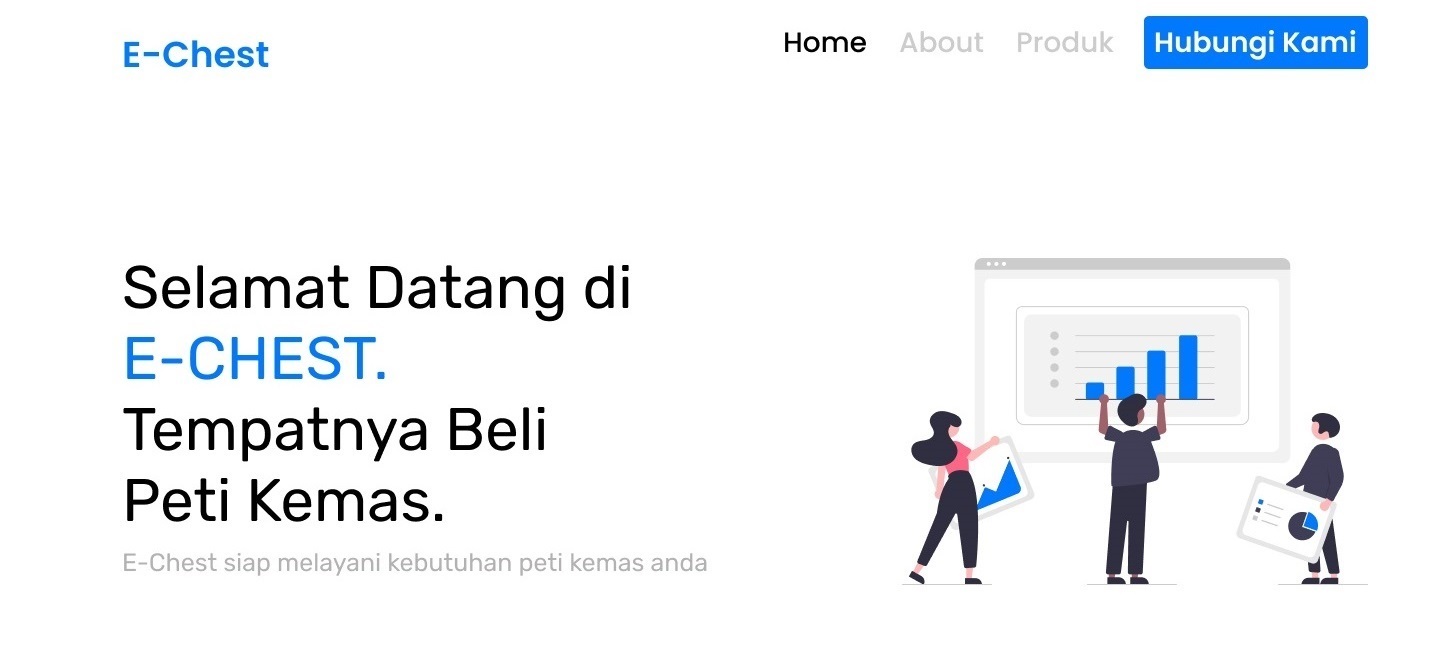 E-Chest
Home About Produk Hubungi Kami
Selamat Datang di
E-CHEST.
Tempatnya Beli
Peti Kemas.
E-Chest siap melayani kebutuhan peti kemas anda